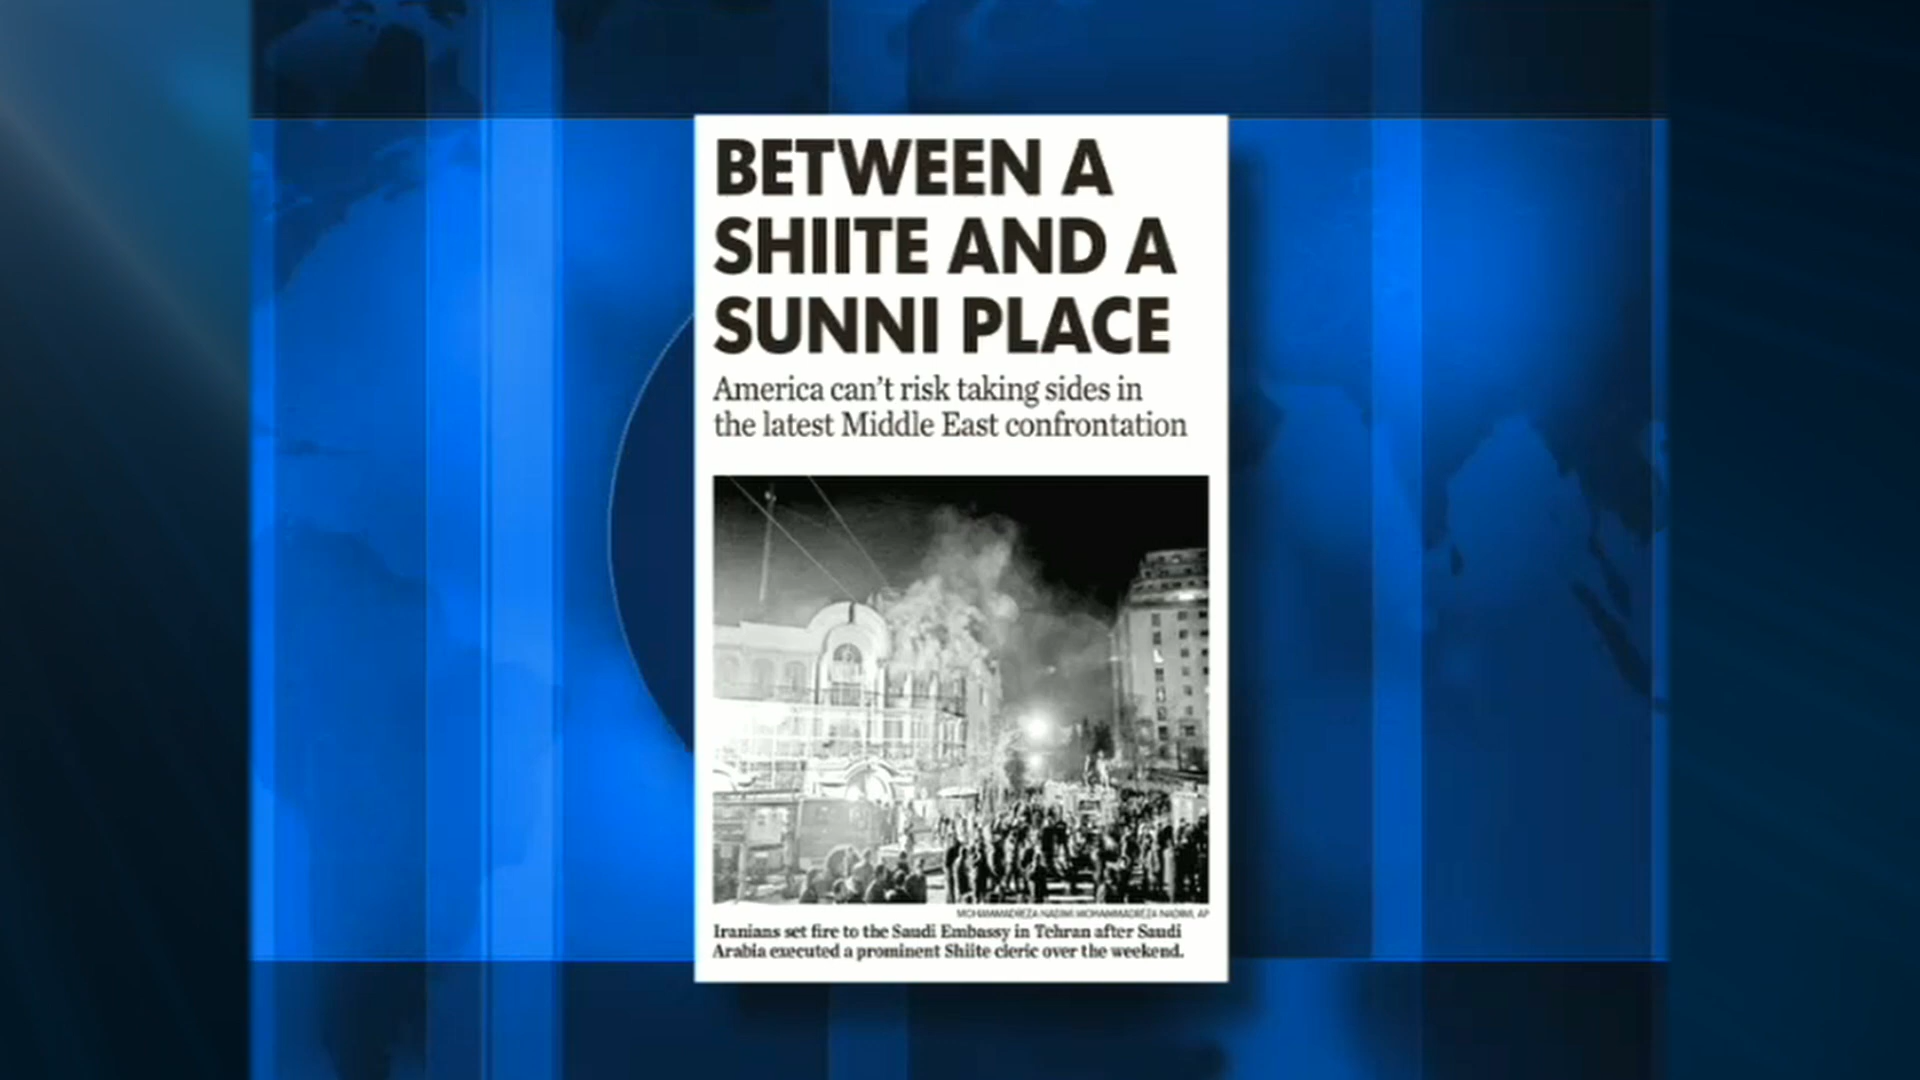 BETWEEN A
SHIITE AND A
SUNNI PLACE
America can't risk taking sides in
the latest Middle East confrontation
MOHAMMADREZA NADIMI MOHAMMADREZA NADIMI, AP
Iranians set fire to the Saudi Embassy in Tehran after Saudi
Arabia executed a prominent Shiite cleric over the weekend.